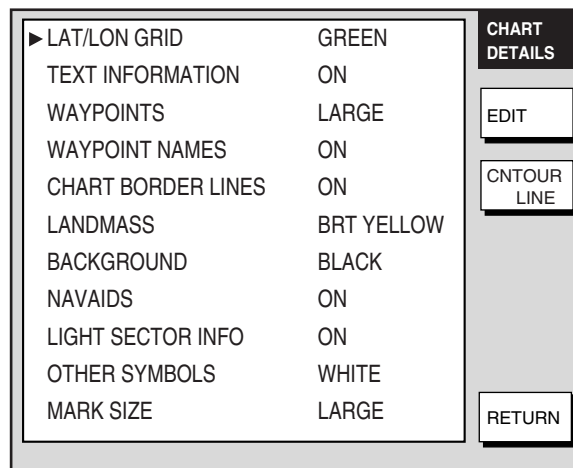 ►LAT/LON GRID GREEN
TEXT INFORMATION ON
WAYPOINTS LARGE
WAYPOINT NAMES ON
CHART BORDER LINES ON
LANDMASS BRT YELLOW
BACKGROUND BLACK
NAVAIDS ON
LIGHT SECTOR INFO ON
OTHER SYMBOLS WHITE
MARK SIZE LARGE
CHART
DETAILS
EDIT
CNTOUR
LINE
RETURN